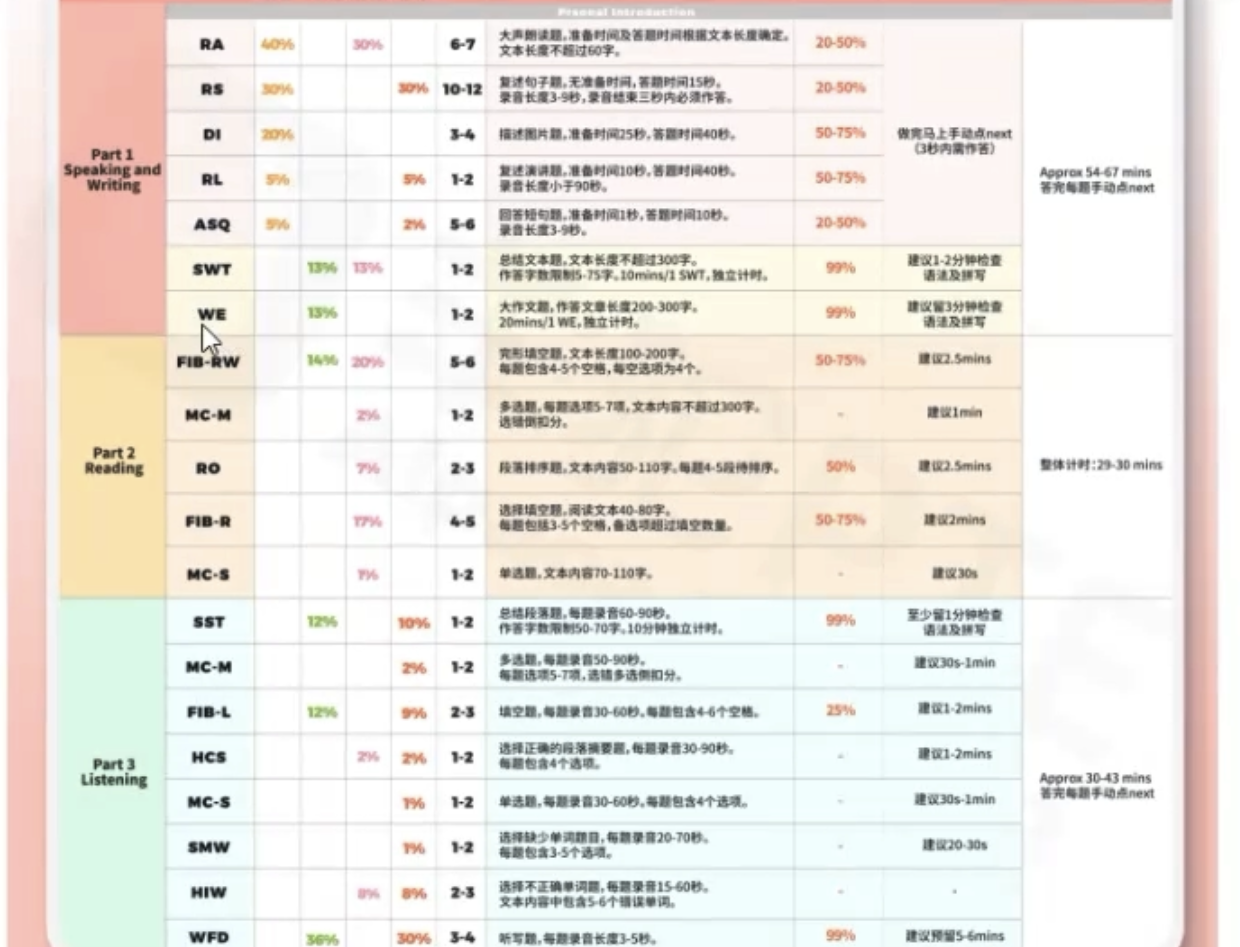 Prsonal Introduction
Part 1
Speaking and
Writing
RA 40% 30% 6-7 大声朗读题,准备时间及答题时间根据文本长度确定。 20-50%
文本长度不超过60字。
RS 30% 30% 10-12 复述句子题,无准备时间,答题时间15秒。 20-50%
录音长度3-9秒,录音结束三秒内必须作答。
DI 20% 3-4 描述图片题,准备时间25秒,答题时间40秒。 50-75%
做完马上手动点next
(3秒内需作答)
RL 5% 5% 1-2 复述演讲题,准备时间10秒,答题时间40秒。 50-75%
录音长度小于90秒。
Approx 54-67 mins
答完每题手动点next
ASQ 5% 2% 5-6 回答短句题,准备时间1秒,答题时间10秒。 20-50%
录音长度3-9秒。
SWT 13% 13% 1-2 总结文本题,文本长度不超过300字。 99% 建议1-2分钟检查
作答字数限制5-75字。10mins/1 SWT,独立计时。 语法及拼写
WE 13% 1-2 大作文题,作答文章长度200-300字。 99% 建议留3分钟检查
20mins/1 WE,独立计时。 语法及拼写
Part 2
Reading
FIB-RW 14% 20% 5-6 完形填空题,文本长度100-200字。 50-75% 建议2.5mins
每题包含4-5个空格,每空选项为4个。
MC-M 2% 1-2 多选题,每题选项5-7项,文本内容不超过300字。 - 建议1min
选错倒扣分。
RO 7% 2-3 段落排序题,文本内容50-110字。每题4-5段待排序。 50% 建议2.5mins
整体计时:29-30 mins
FIB-R 17% 4-5 选择填空题,阅读文本40-80字。 50-75% 建议2mins
每题包括3-5个空格,备选项超过填空数量。
MC-S 1% 1-2 单选题,文本内容70-110字。 - 建议30s
Part 3
Listening
SST 12% 10% 1-2 总结段落题,每题录音60-90秒。 99% 至少留1分钟检查
作答字数限制50-70字。10分钟独立计时。 语法及拼写
MC-M 2% 1-2 多选题,每题录音50-90秒。 - 建议30s-1min
每题选项5-7项,选错多选倒扣分。
FIB-L 12% 9% 2-3 填空题,每题录音30-60秒。每题包含4-6个空格。 25% 建议1-2mins
HCS 2% 2% 1-2 选择正确的段落摘要题,每题录音30-90秒。 - 建议1-2mins
每题包含4个选项。
Approx 30-43 mins
答完每题手动点next
MC-S 1% 1-2 单选题,每题录音30-60秒。每题包含4个选项。 - 建议30s-1min
SMW 1% 1-2 选择缺少单词题目,每题录音20-70秒。 - 建议20-30s
每题包含3-5个选项。
HIW 8% 8% 2-3 选择不正确单词题,每题录音15-60秒。 - -
文本内容中包含5-6个错误单词。
WFD 36% 30% 3-4 听写题,每题录音长度3-5秒。 99% 建议预留5-6mins